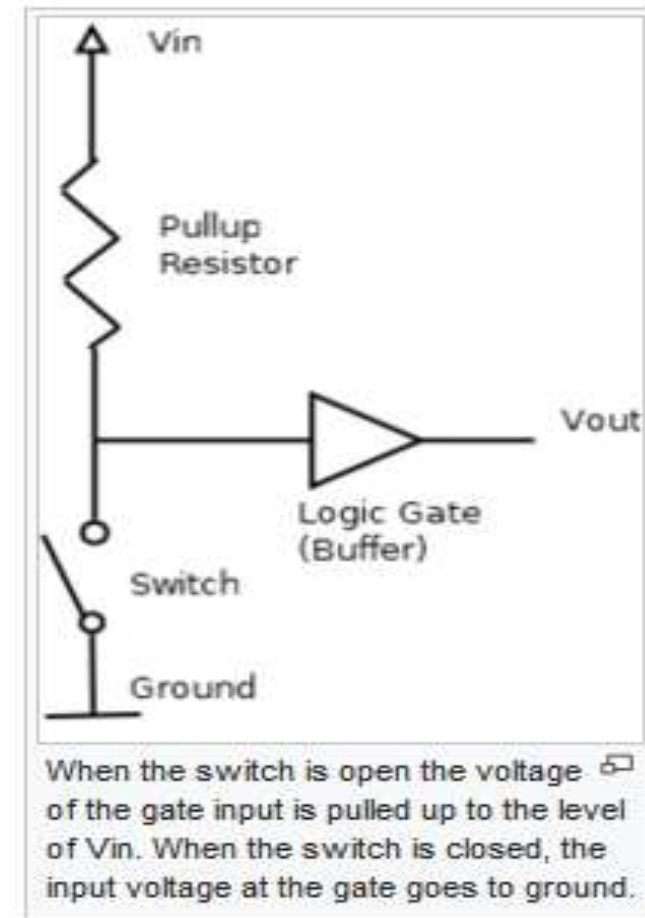 Vin
Pullup
Resistor
Vout
Logic Gate
(Buffer)
Switch
Ground
When the switch is open the voltage
of the gate input is pulled up to the level
of Vin. When the switch is closed, the
input voltage at the gate goes to ground.